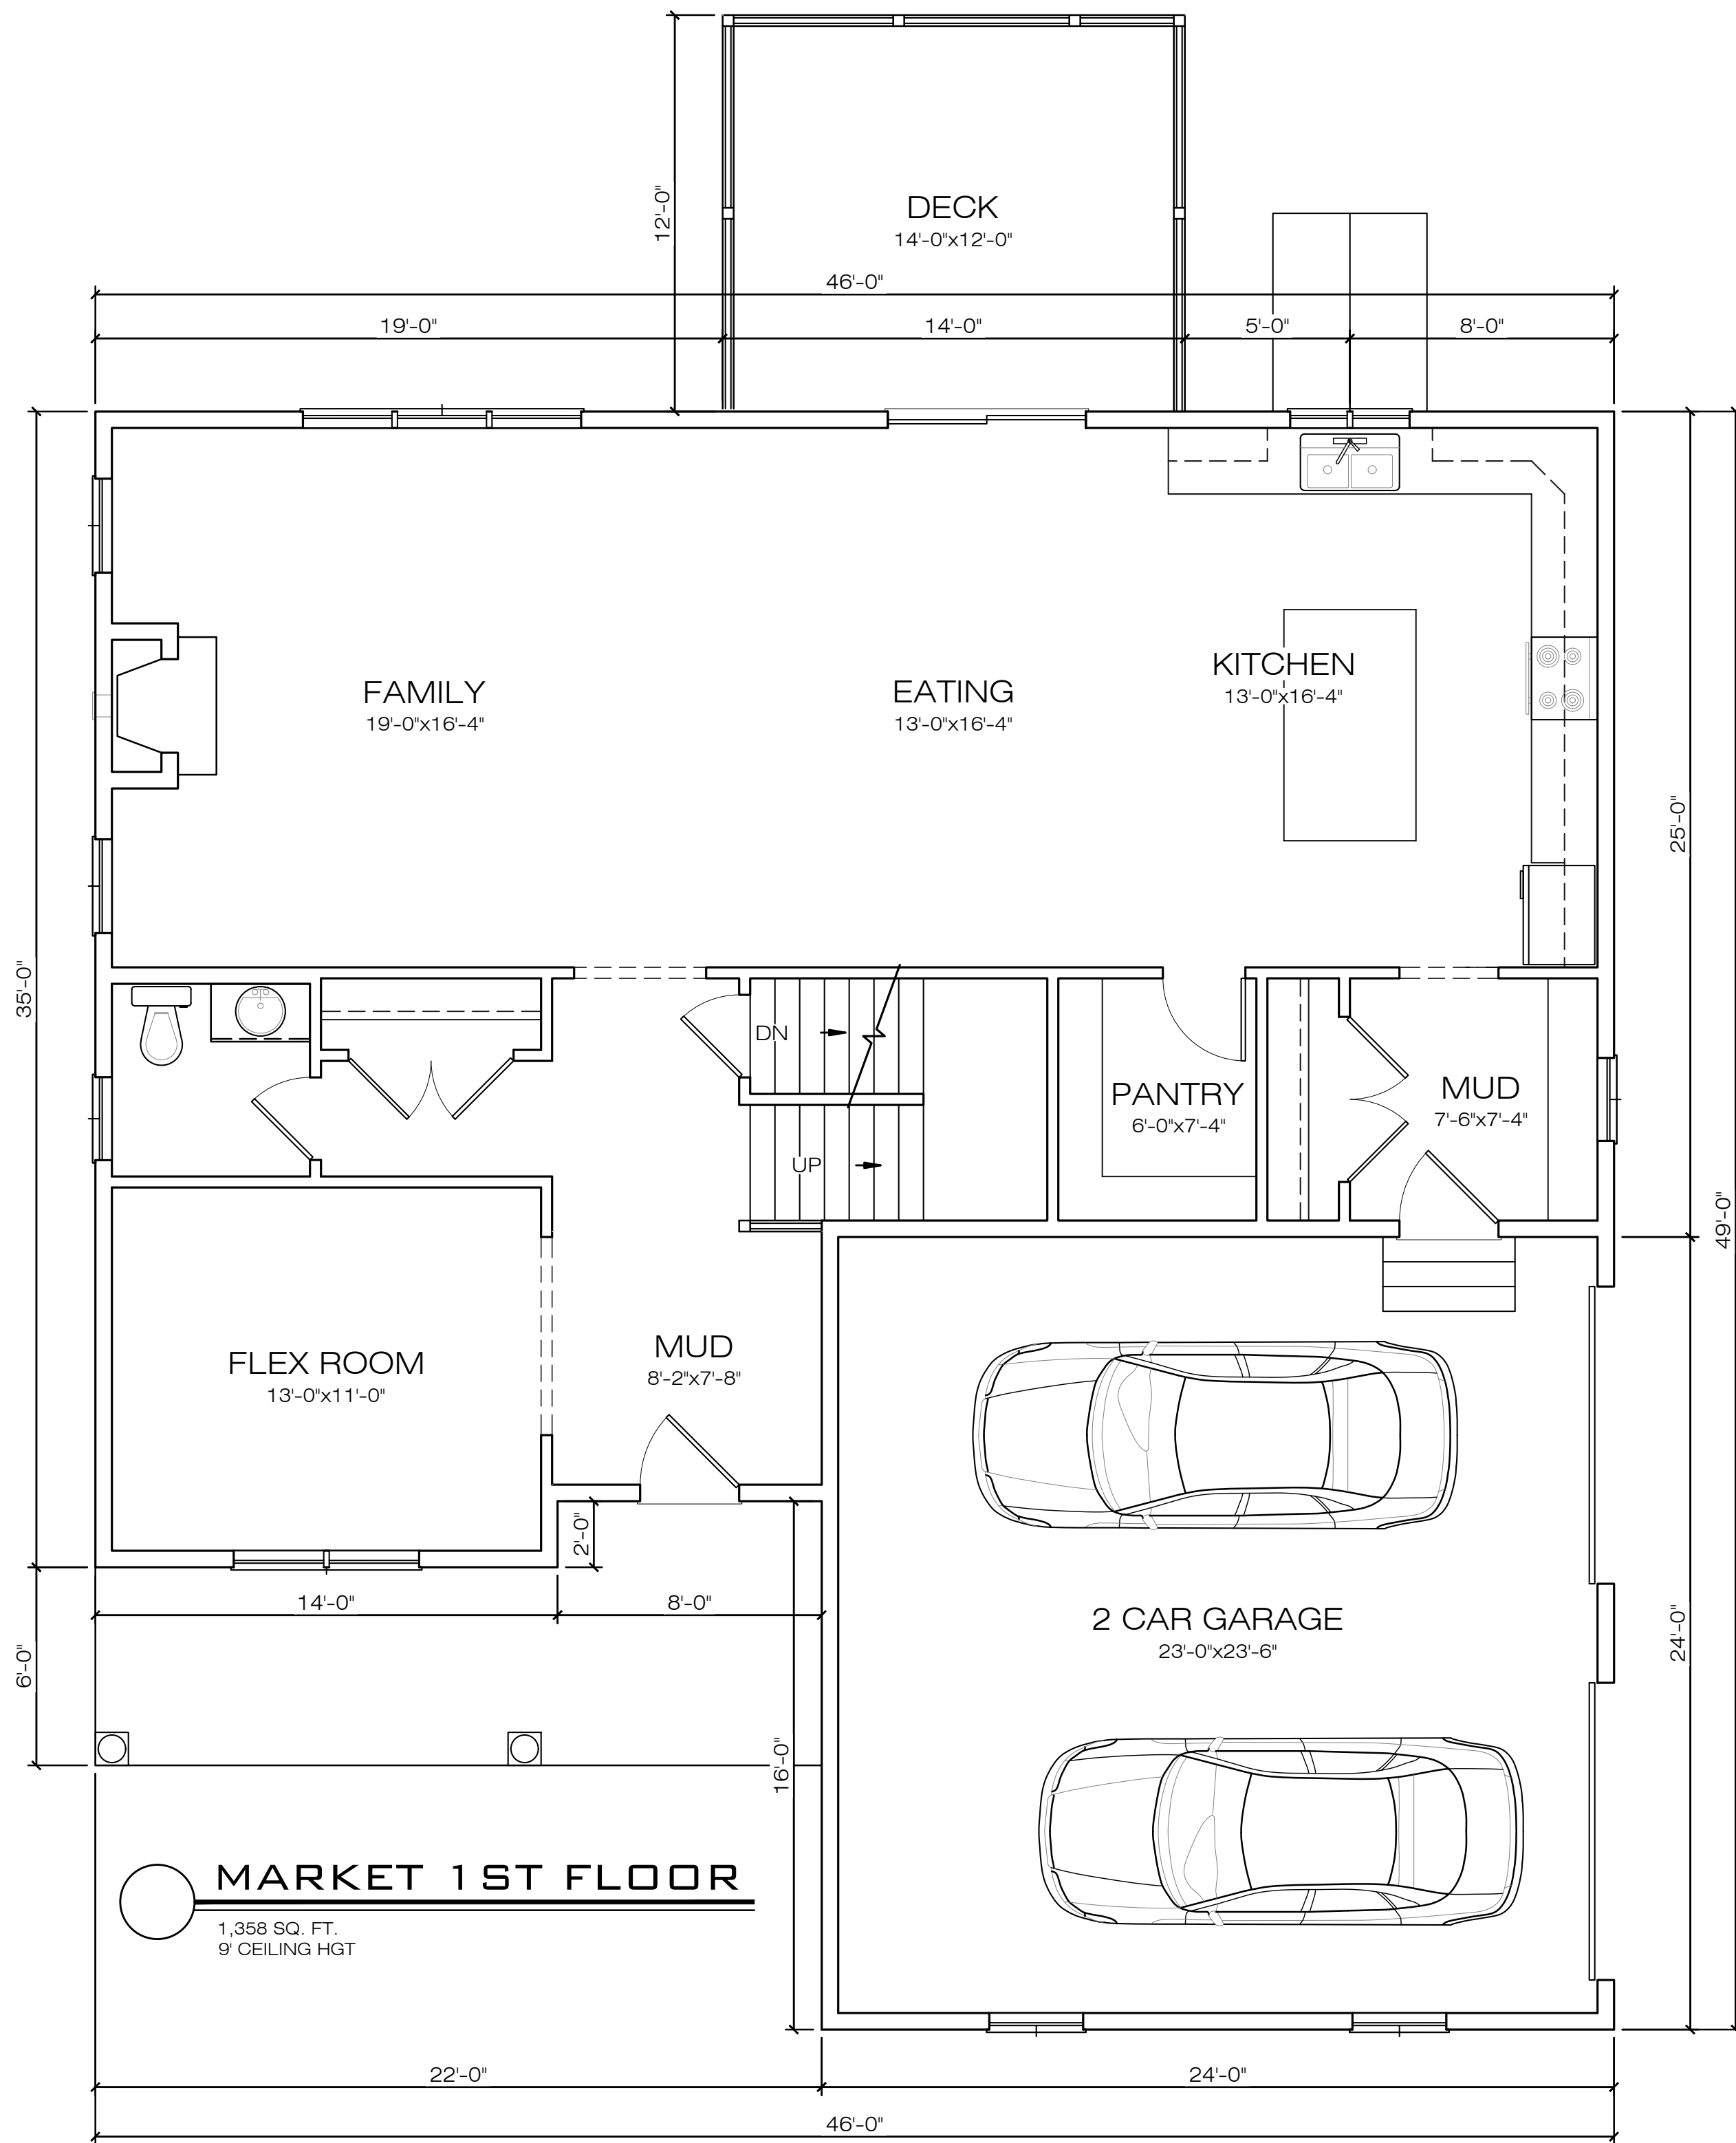 DECK
14'-0"x12'-0"
12'-0"
46'-0"
19'-0"
14'-0"
5'-0"
8'-0"
KITCHEN
13'-0"x16'-4"
FAMILY
19'-0"x16'-4"
EATING
13'-0"x16'-4"
25'-0"
35'-0"
DN
PANTRY
6'-0"x7'-4"
MUD
7'-6"x7'-4"
UP
49'-0"
FLEX ROOM
13'-0"x11'-0"
MUD
8'-2"x7'-8"
2'-0"
14'-0"
8'-0"
2 CAR GARAGE
23'-0"x23'-6"
24'-0"
6'-0"
16'-0"
MARKET 1ST FLOOR
1,358 SQ. FT.
9' CEILING HGT
22'-0"
24'-0"
46'-0"